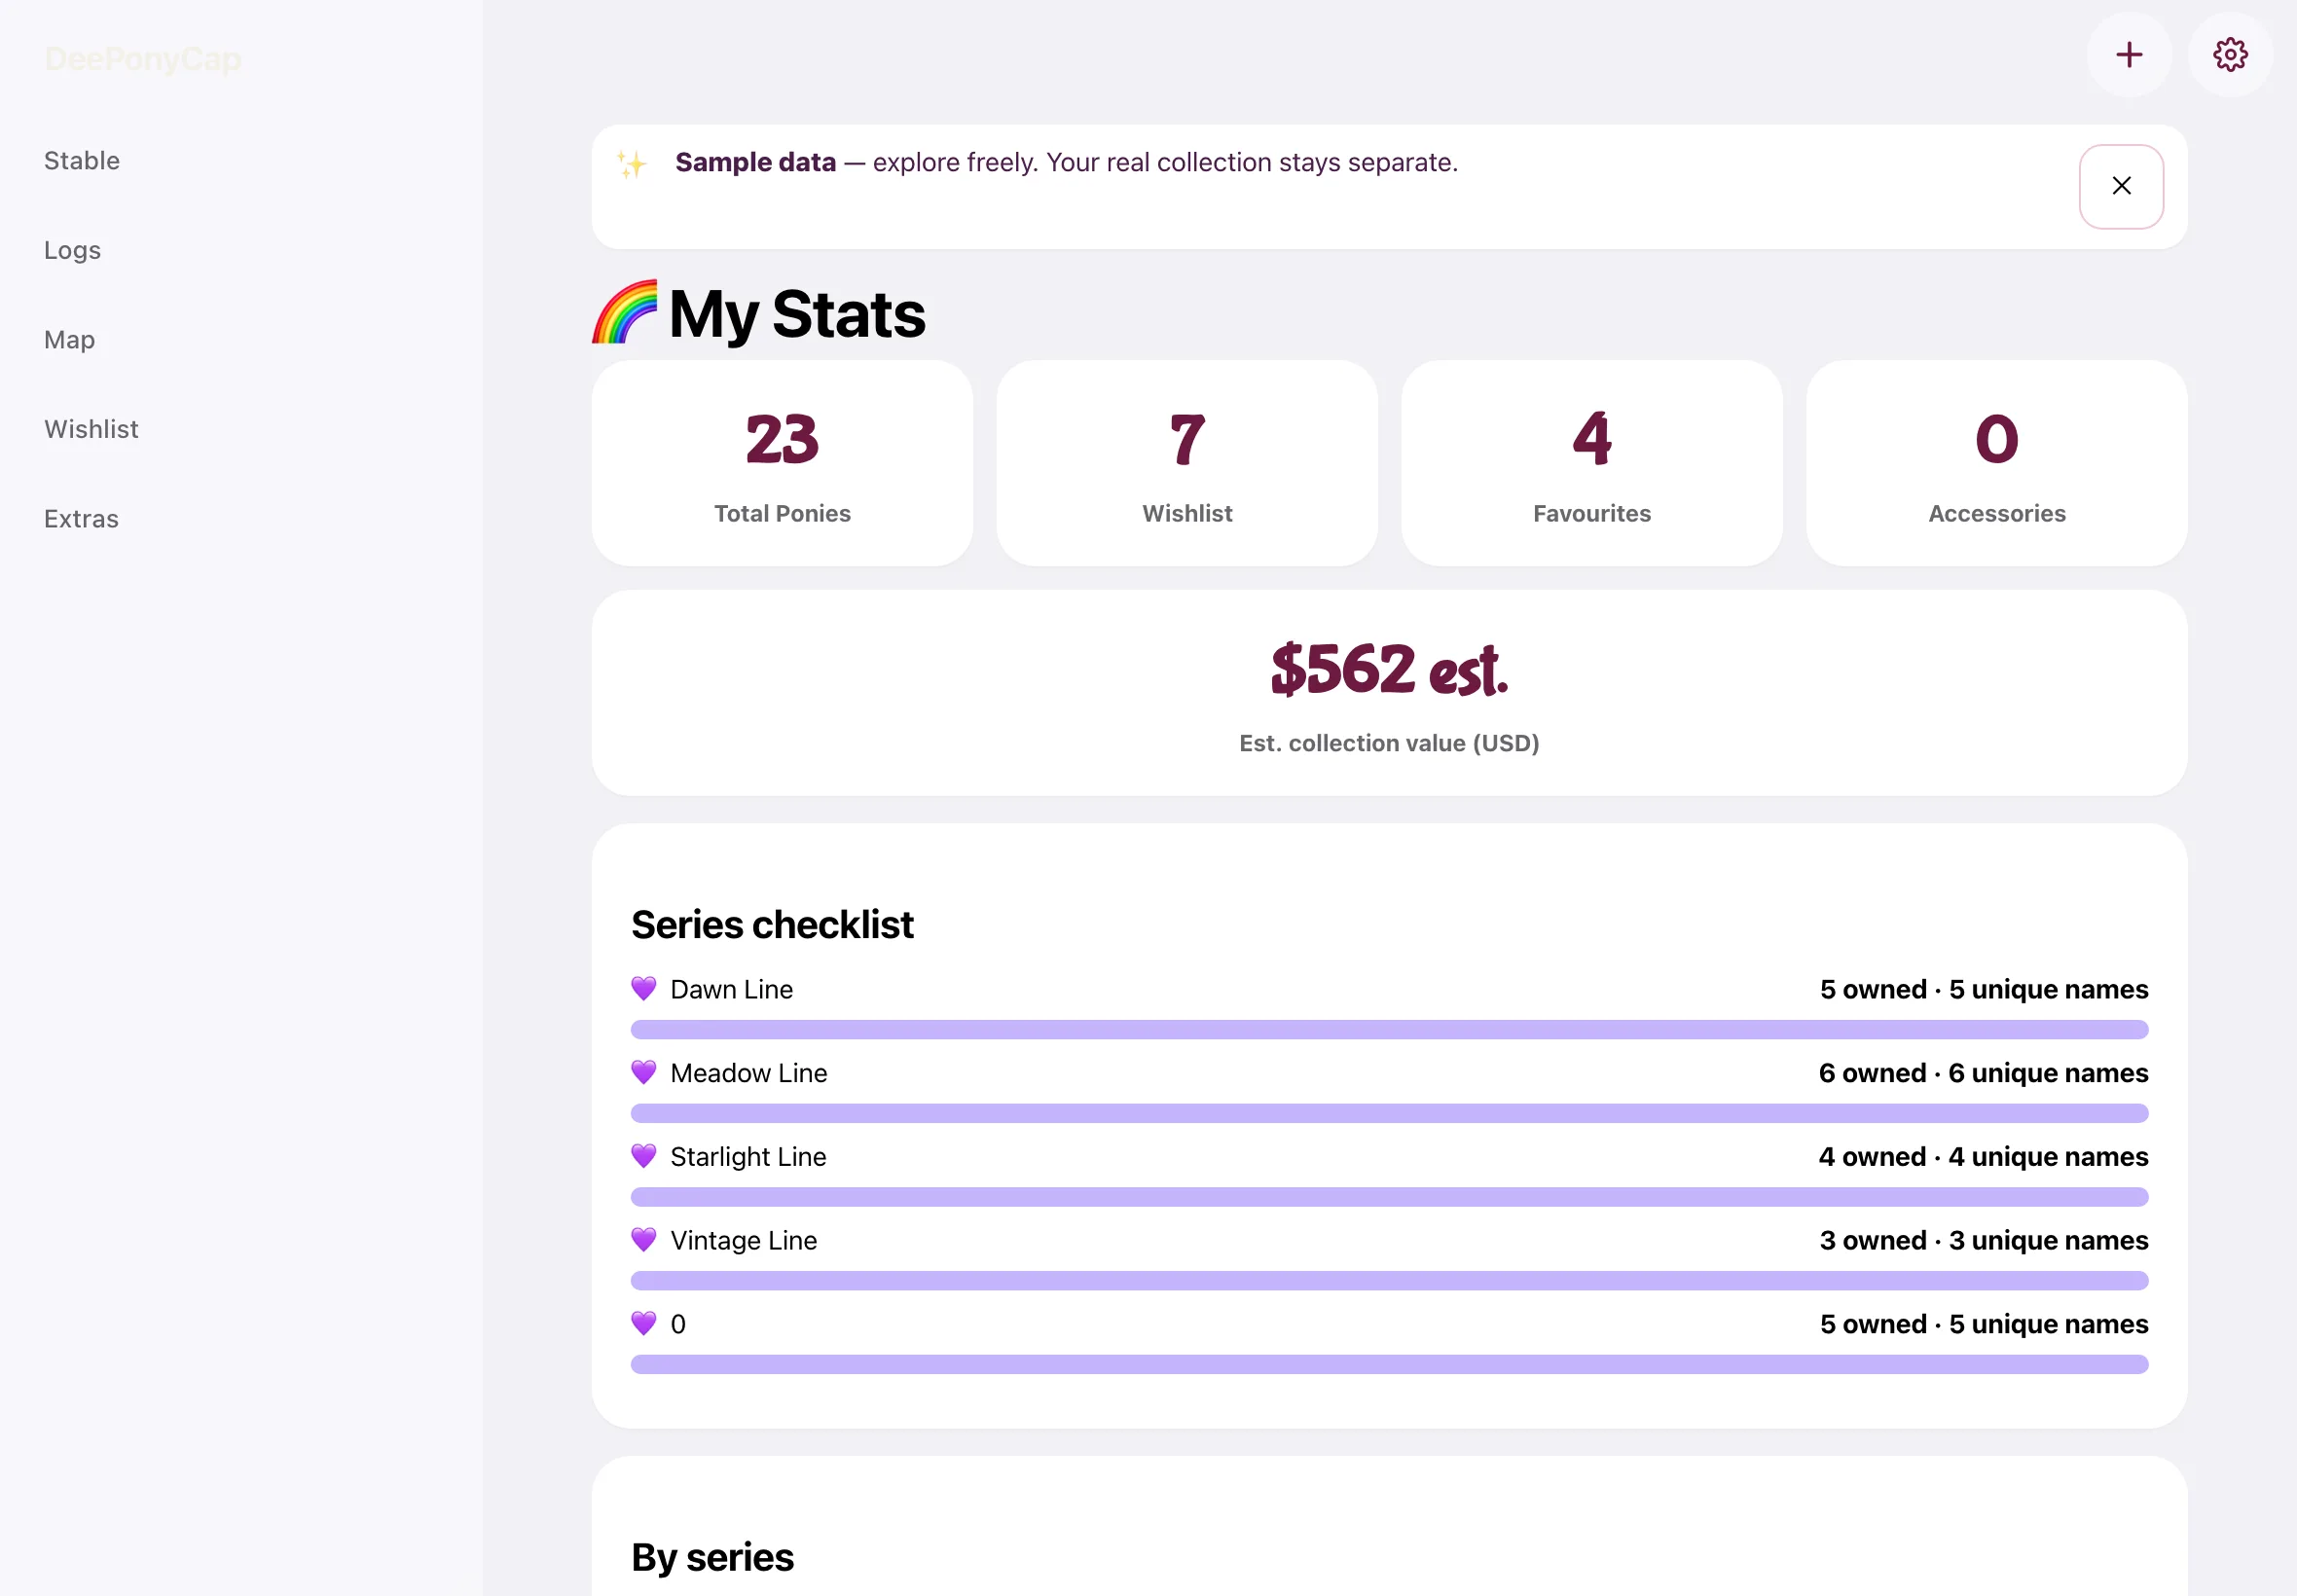 DeePonyCap
Stable
Logs
Map
Wishlist
Extras
Sample data — explore freely. Your real collection stays separate.
My Stats
23
Total Ponies
7
Wishlist
4
Favourites
0
Accessories
$562 est.
Est. collection value (USD)
Series checklist
Dawn Line 5 owned · 5 unique names
Meadow Line 6 owned · 6 unique names
Starlight Line 4 owned · 4 unique names
Vintage Line 3 owned · 3 unique names
0 5 owned · 5 unique names
By series